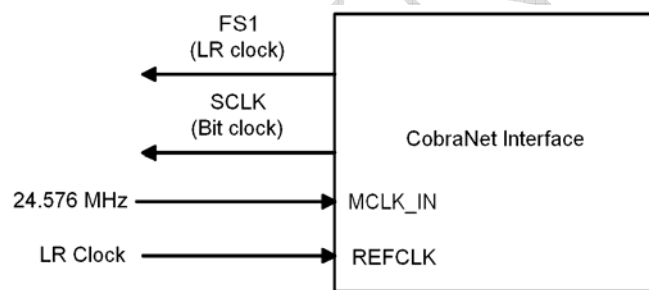 FS1
(LR clock)
SCLK
(Bit clock)
CobraNet Interface
24.576 MHz
MCLK_IN
LR Clock
REFCLK